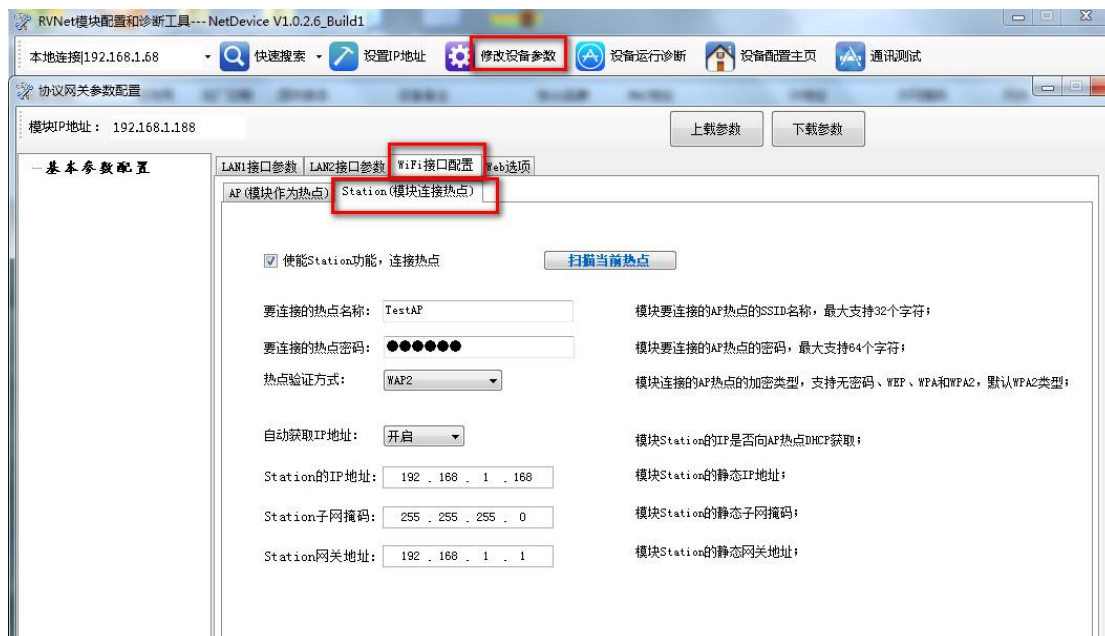 RVNet模块配置和诊断工具--- NetDevice V1.0.2.6_Build1
本地连接|192.168.1.68 快速搜索 设置IP地址 修改设备参数 设备运行诊断 设备配置主页 通讯测试
协议网关参数配置
模块IP地址: 192.168.1.188 上载参数 下载参数
基本参数配置
LAN1接口参数 LAN2接口参数 WiFi接口配置 Web选项
AP(模块作为热点) Station(模块连接热点)
使能Station功能，连接热点 扫描当前热点
要连接的热点名称: TestAP 模块要连接的AP热点的SSID名称，最大支持32个字符;
要连接的热点密码: ●●●●●● 模块要连接的AP热点的密码，最大支持64个字符;
热点验证方式: WAP2 模块连接的AP热点的加密类型，支持无密码、WEP、WPA和WPA2，默认WPA2类型;
自动获取IP地址: 开启 模块Station的IP是否向AP热点DHCP获取;
Station的IP地址: 192 . 168 . 1 . 168 模块Station的静态IP地址;
Station子网掩码: 255 . 255 . 255 . 0 模块Station的静态子网掩码;
Station网关地址: 192 . 168 . 1 . 1 模块Station的静态网关地址;